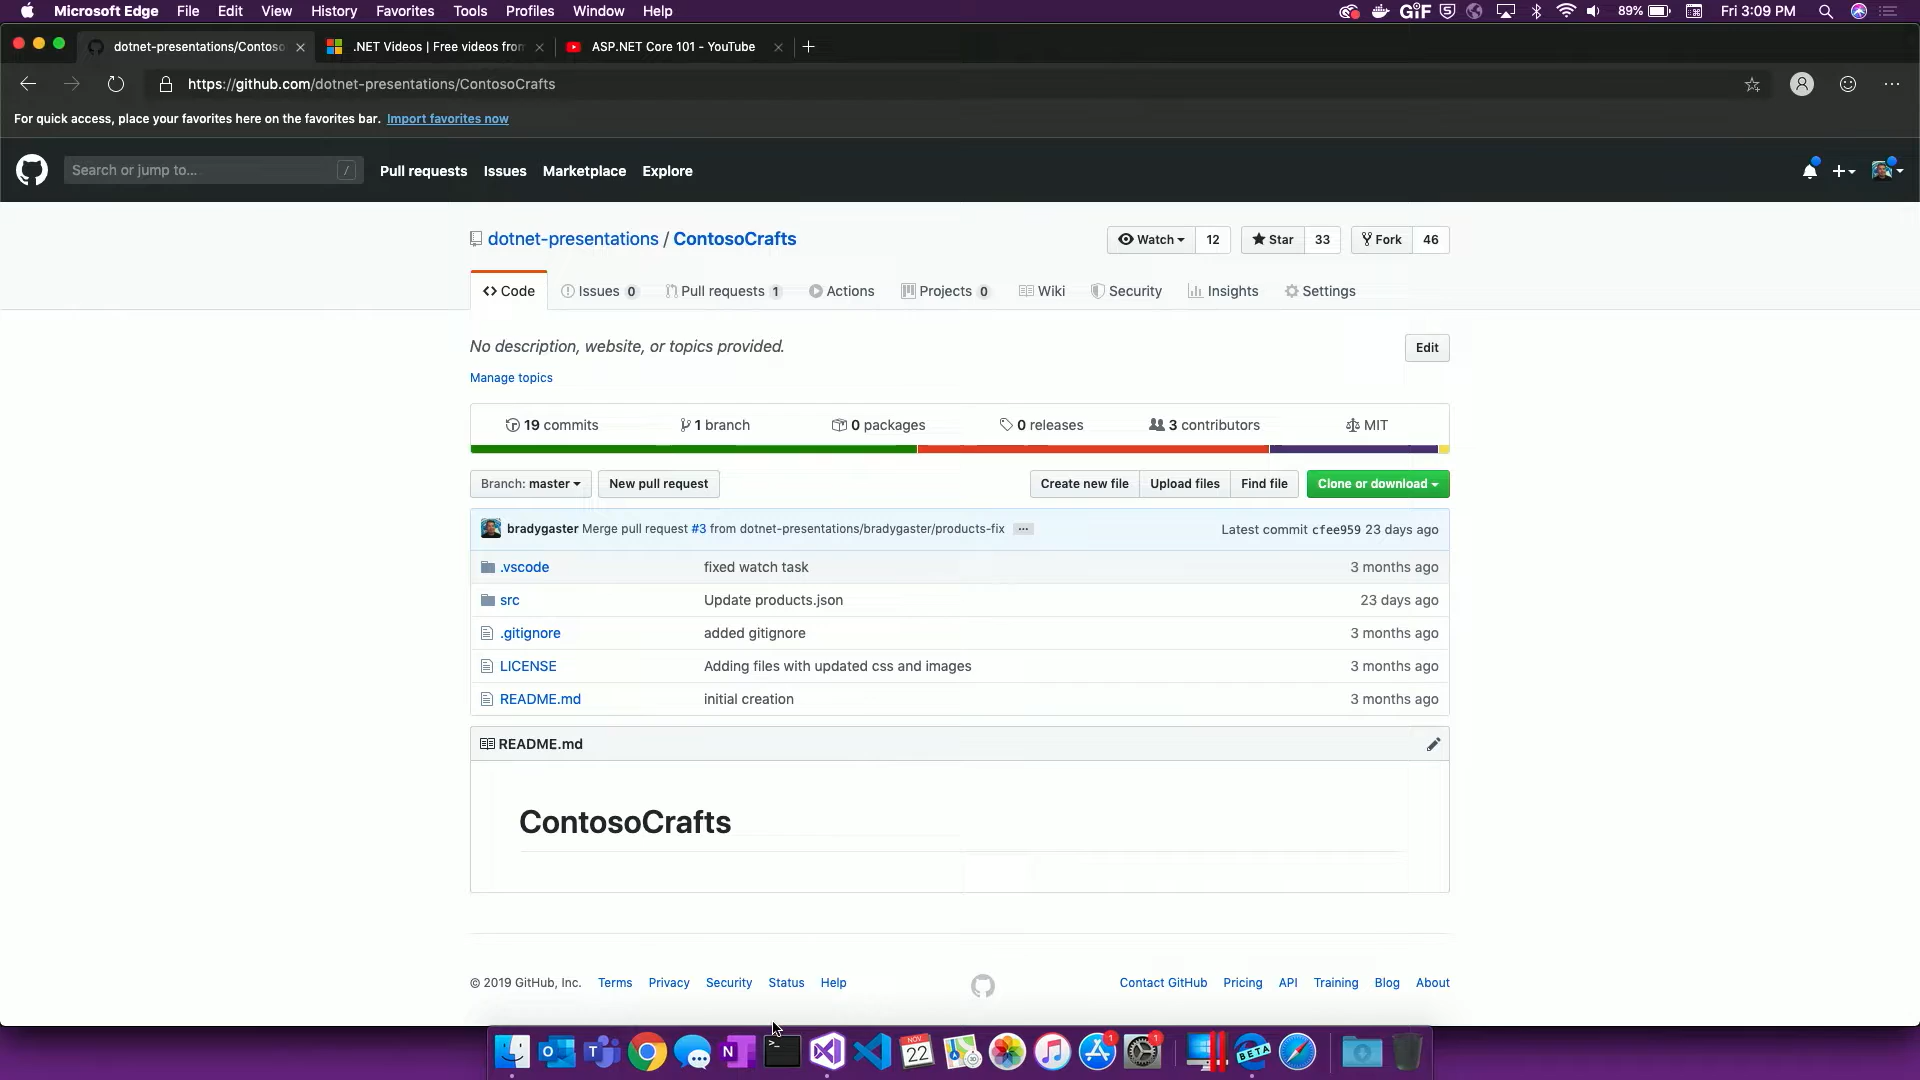 Microsoft Edge File Edit View History Favorites Tools Profiles Window Help GIF 89% Fri 3:09 PM
dotnet-presentations/Contoso .NET Videos | Free videos from ASP.NET Core 101 - YouTube
https://github.com/dotnet-presentations/ContosoCrafts
For quick access, place your favorites here on the favorites bar. Import favorites now
Search or jump to... / Pull requests Issues Marketplace Explore
dotnet-presentations / ContosoCrafts Watch 12 Star 33 Fork 46
Code Issues 0 Pull requests 1 Actions Projects 0 Wiki Security Insights Settings
No description, website, or topics provided. Edit
Manage topics
19 commits 1 branch 0 packages 0 releases 3 contributors MIT
Branch: master New pull request Create new file Upload files Find file Clone or download
bradygaster Merge pull request #3 from dotnet-presentations/bradygaster/products-fix ... Latest commit cfee959 23 days ago
.vscode fixed watch task 3 months ago
src Update products.json 23 days ago
.gitignore added gitignore 3 months ago
LICENSE Adding files with updated css and images 3 months ago
README.md initial creation 3 months ago
README.md
ContosoCrafts
© 2019 GitHub, Inc. Terms Privacy Security Status Help Contact GitHub Pricing API Training Blog About
NOV
22
1
1
BETA